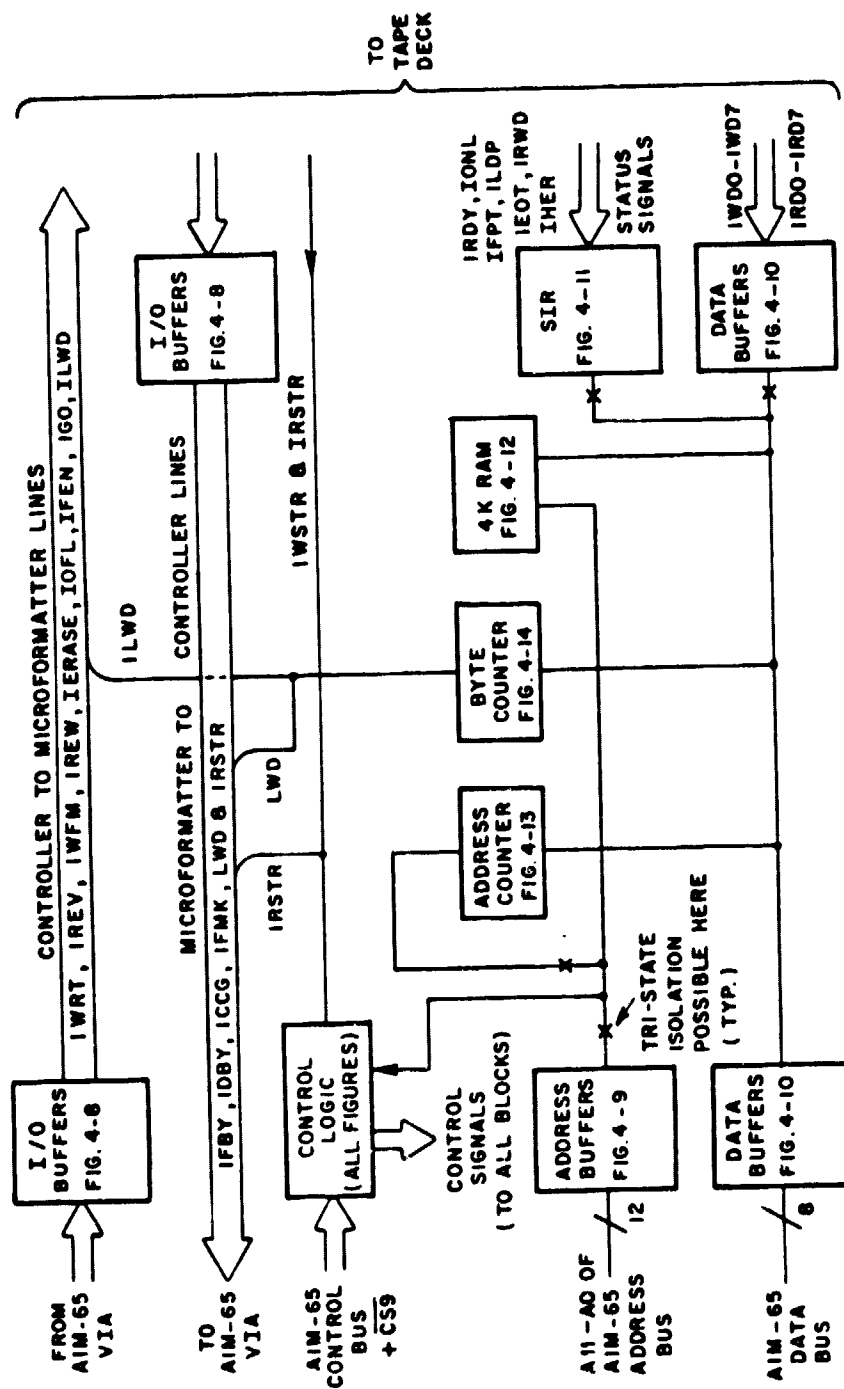 FROM
AIM-65
VIA
I/O
BUFFERS
FIG. 4-8
CONTROLLER TO MICROFORMATTER LINES
IWRT, IREV, IWFM, IREW, IERASE, IOFL, IFEN, IGO, ILWD
TO
TAPE
DECK
TO
AIM-65
VIA
MICROFORMATTER TO
CONTROLLER LINES
IFBY, IDBY, ICCG, IFMK, LWD & IRSTR
I/O
BUFFERS
FIG. 4-8
ILWD
LWD
IRSTR
IWSTR & IRSTR
AIM-65
CONTROL
BUS
+ CS9
CONTROL
LOGIC
(ALL FIGURES)
CONTROL
SIGNALS
(TO ALL BLOCKS)
ADDRESS
COUNTER
FIG. 4-13
BYTE
COUNTER
FIG. 4-14
4K RAM
FIG. 4-12
SIR
FIG. 4-11
IRDY, IONL
IFPT, ILDP
IEOT, IRWD
IHER
STATUS
SIGNALS
A11-A0 OF
AIM-65
ADDRESS
BUS
12
ADDRESS
BUFFERS
FIG. 4-9
TRI-STATE
ISOLATION
POSSIBLE HERE
(TYP.)
AIM-65
DATA
BUS
8
DATA
BUFFERS
FIG. 4-10
DATA
BUFFERS
FIG. 4-10
IWD0-IWD7
IRD0-IRD7